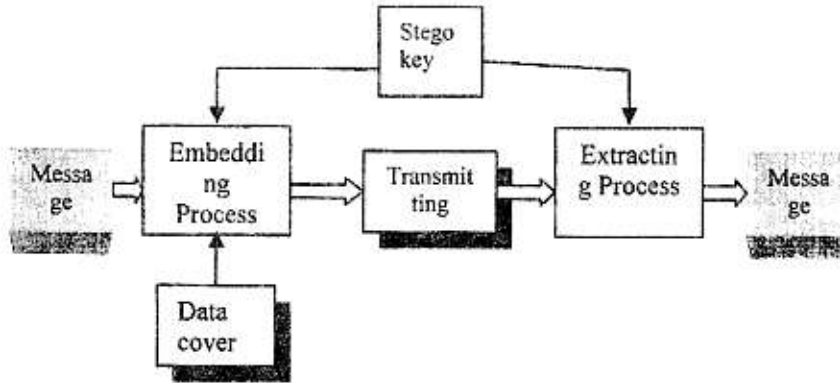 Stego
key
Messa
ge
Embeddi
ng
Process
Transmit
ting
Extractin
g Process
Messa
ge
Data
cover